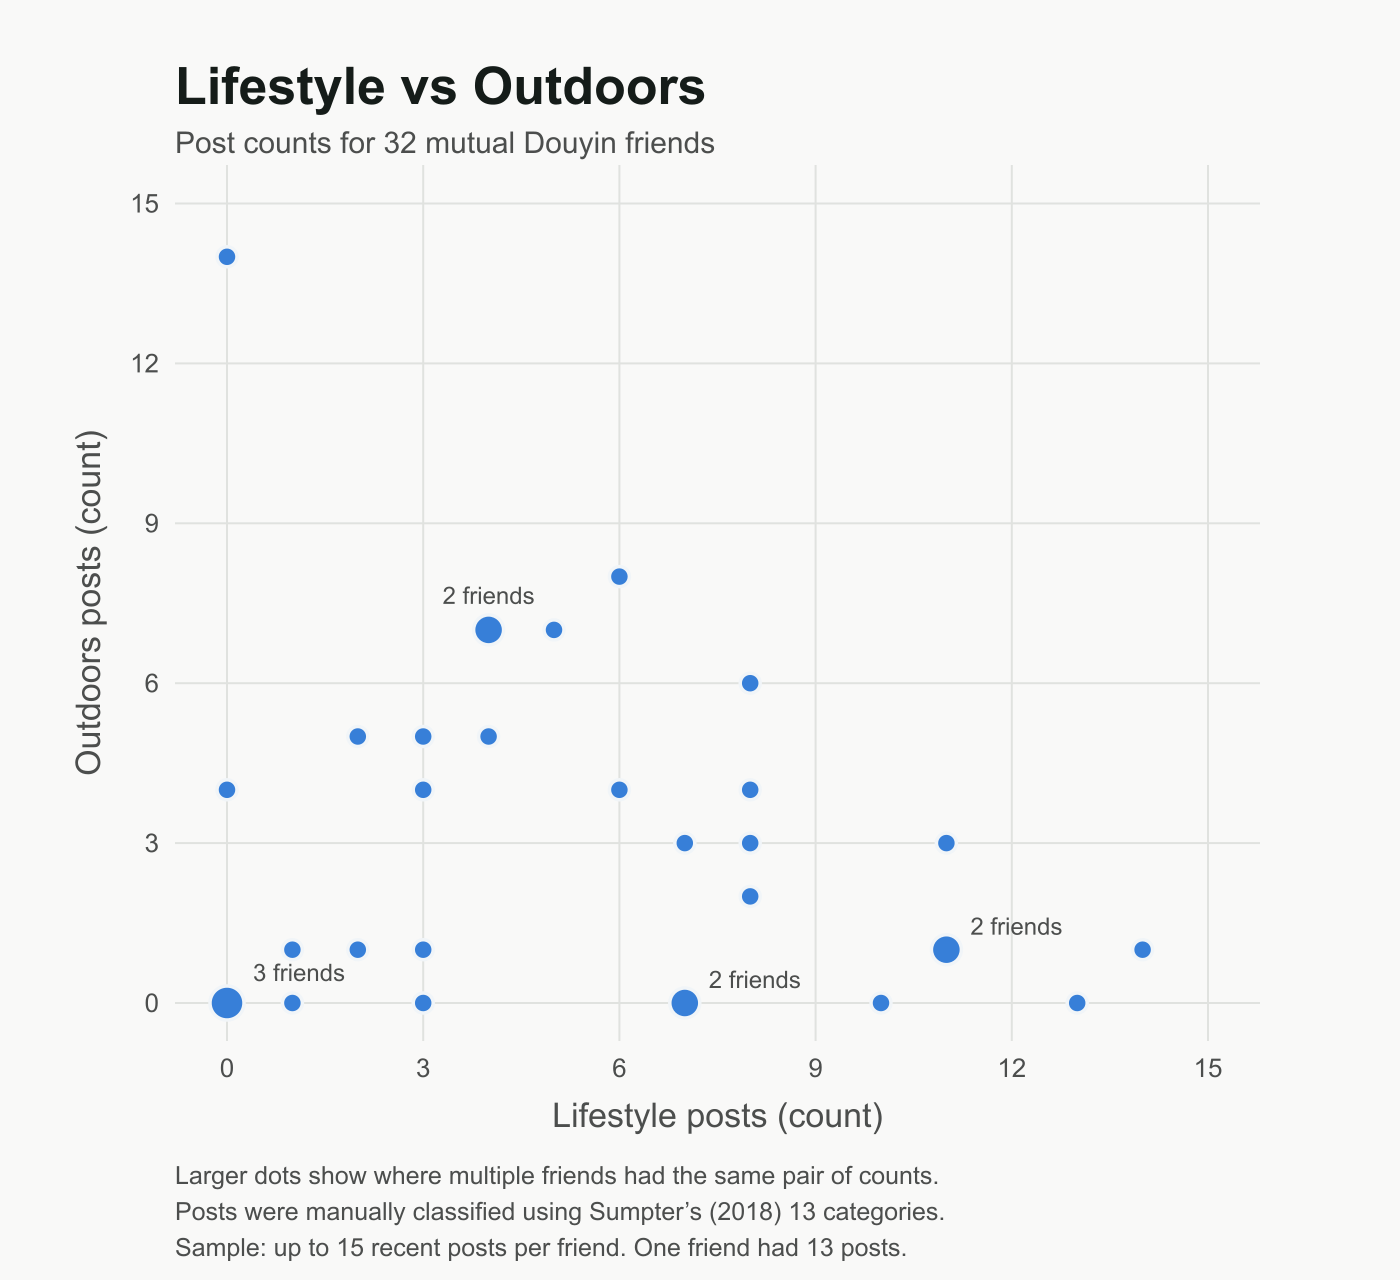 Lifestyle vs Outdoors
Post counts for 32 mutual Douyin friends
15
12
9
6
3
0
Outdoors posts (count)
2 friends
2 friends
3 friends
2 friends
0 3 6 9 12 15
Lifestyle posts (count)
Larger dots show where multiple friends had the same pair of counts.
Posts were manually classified using Sumpter’s (2018) 13 categories.
Sample: up to 15 recent posts per friend. One friend had 13 posts.